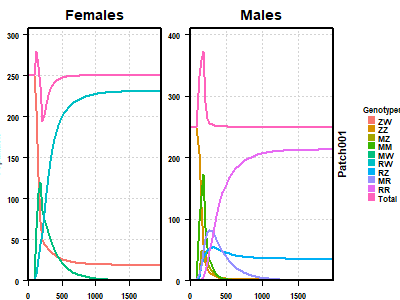 Females
Males
300
250
200
150
100
50
0
0
500
1000
1500
400
300
200
100
0
0
500
1000
1500
Patch001
Genotypes
ZW
ZZ
MZ
MM
MW
RW
RZ
MR
RR
Total